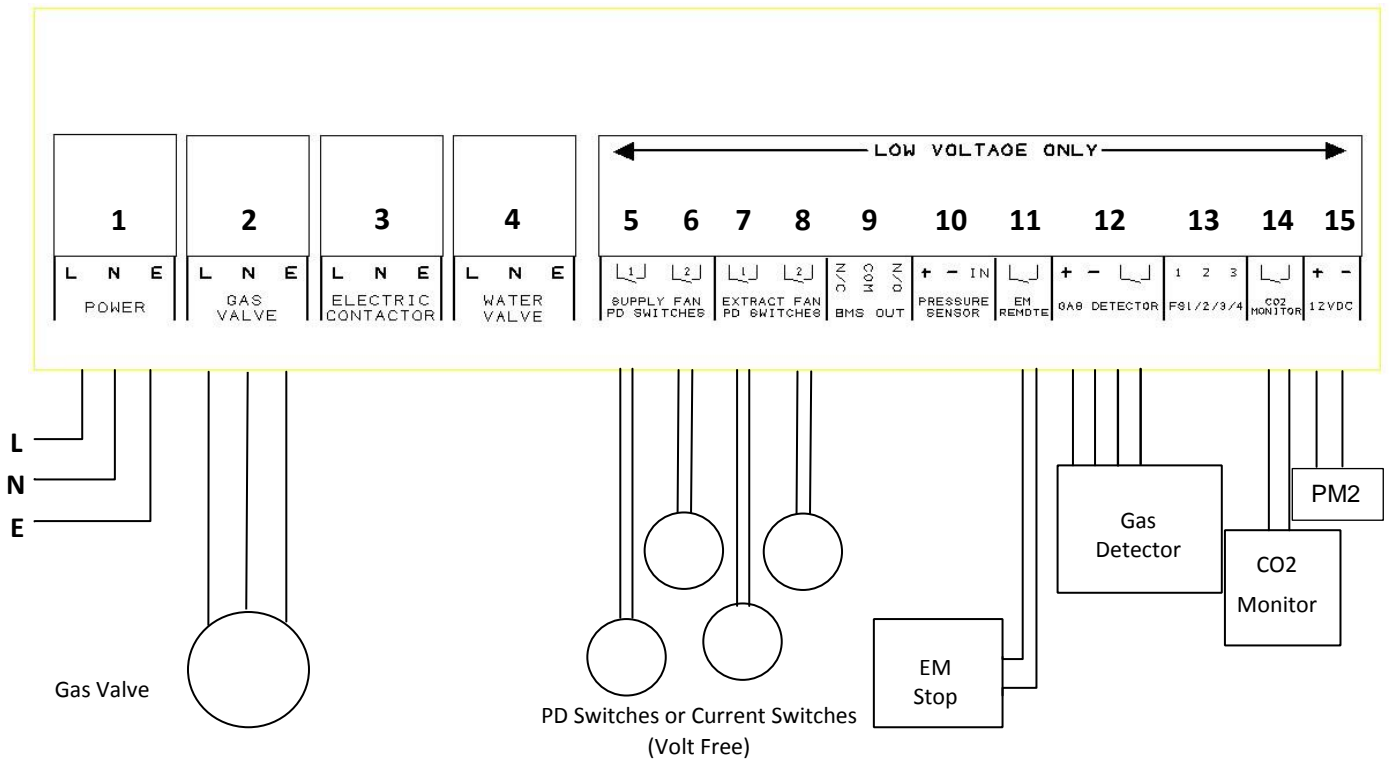 LOW VOLTAGE ONLY
1 2 3 4 5 6 7 8 9 10 11 12 13 14 15
L N E
POWER
L N E
GAS
VALVE
L N E
ELECTRIC
CONTACTOR
L N E
WATER
VALVE
1 2
SUPPLY FAN
PD SWITCHES
1 2
EXTRACT FAN
PD SWITCHES
N/C COM N/O
BMS OUT
+ - IN
PRESSURE
SENSOR
EM
REMOTE
+ -
GAS DETECTOR
1 2 3
FS1/2/3/4
CO2
MONITOR
+ -
12VDC
L
N
E
Gas Valve
PD Switches or Current Switches
(Volt Free)
EM
Stop
Gas
Detector
CO2
Monitor
PM2